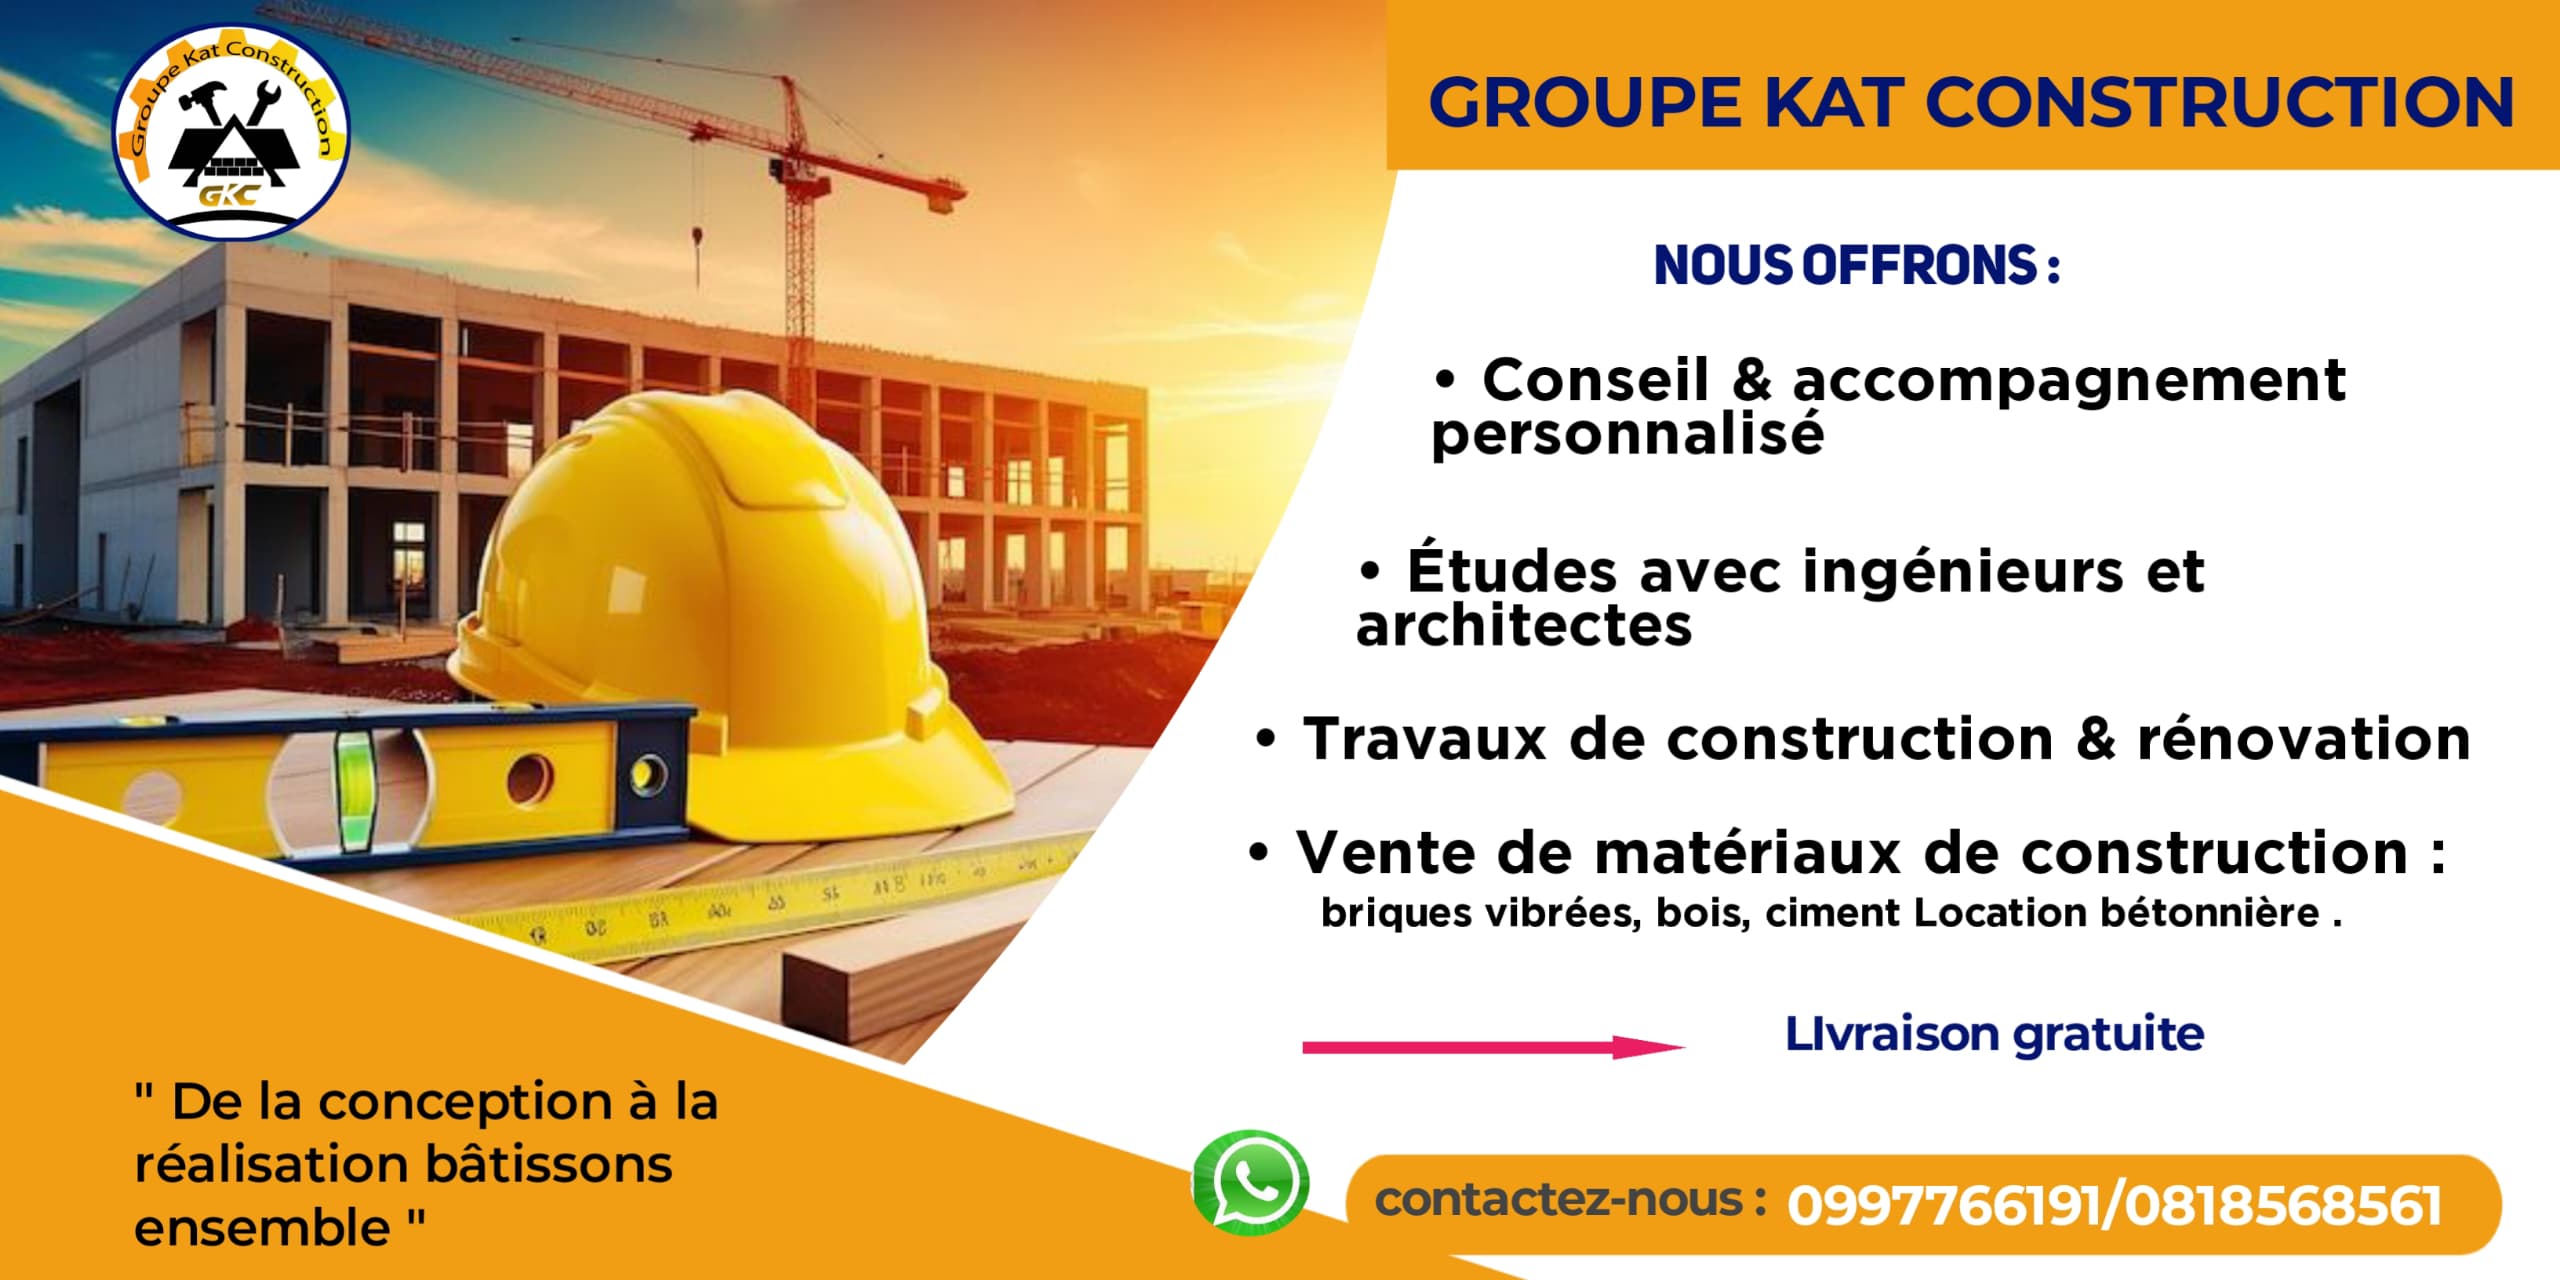 Groupe Kat Construction
GKC
GROUPE KAT CONSTRUCTION
NOUS OFFRONS :
• Conseil & accompagnement
personnalisé
• Études avec ingénieurs et
architectes
• Travaux de construction & rénovation
• Vente de matériaux de construction :
briques vibrées, bois, ciment Location bétonnière .
LIvraison gratuite
" De la conception à la
réalisation bâtissons
ensemble "
contactez-nous : 0997766191/0818568561